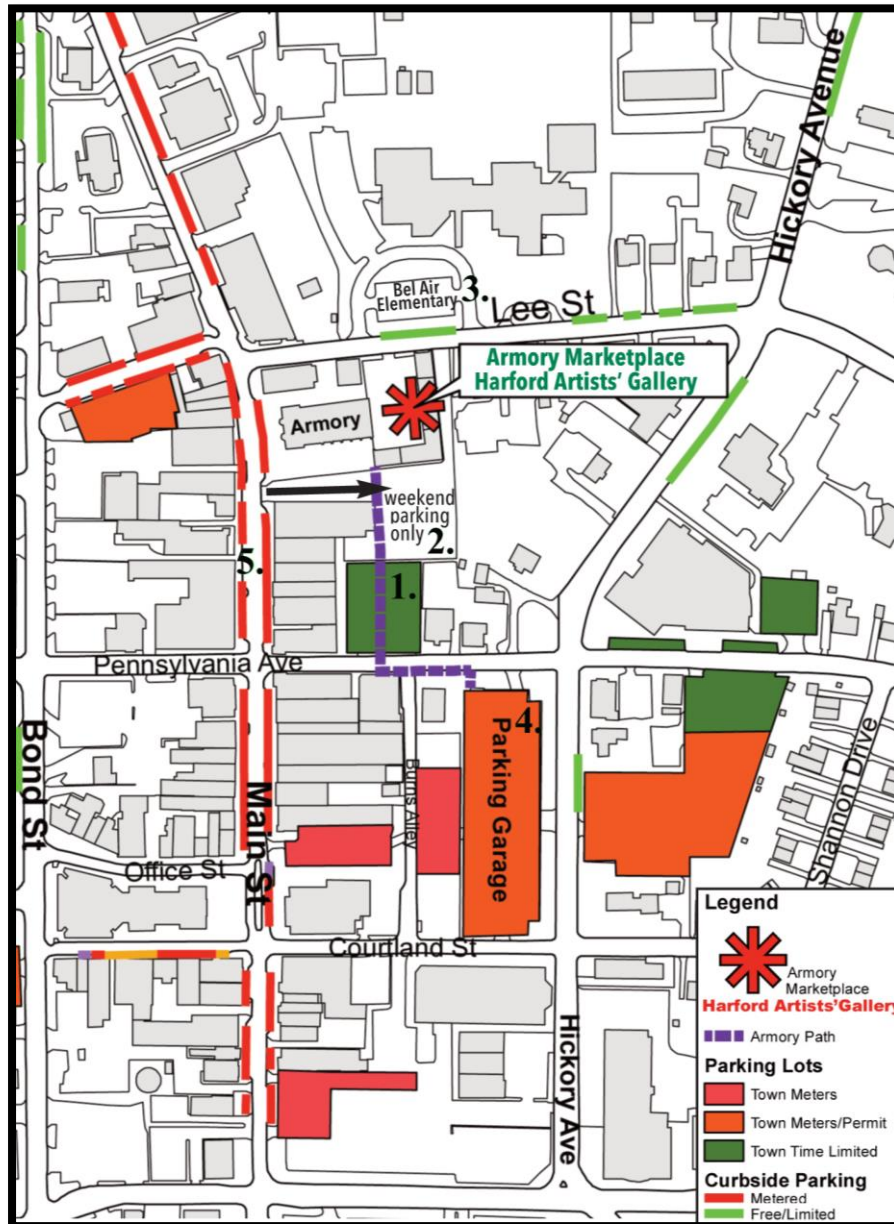 Hickory Avenue
Bel Air
Elementary
3.
Lee St
Armory Marketplace
Harford Artists' Gallery
Armory
weekend
parking
only
2.
5.
1.
Pennsylvania Ave
4.
Parking Garage
Burns Alley
Bond St
Main St
Office St
Shannon Drive
Courtland St
Hickory Ave
Legend
Armory
Marketplace
Harford Artists'Gallery
Armory Path
Parking Lots
Town Meters
Town Meters/Permit
Town Time Limited
Curbside Parking
Metered
Free/Limited